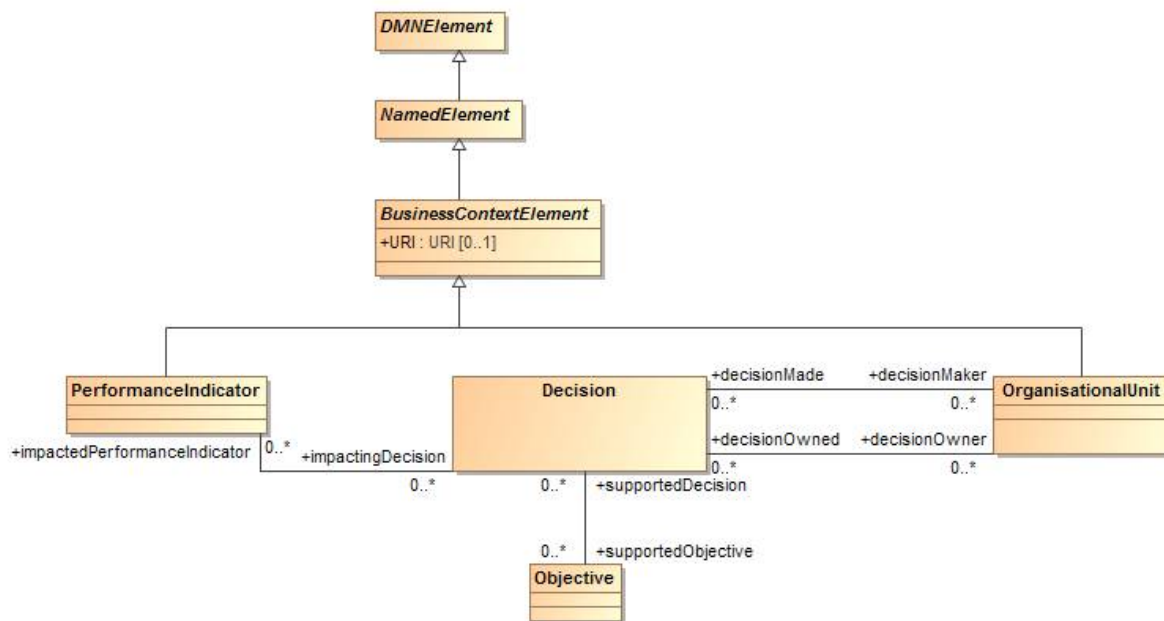 DMNElement
NamedElement
BusinessContextElement
+URI : URI [0..1]
PerformanceIndicator
Decision
+decisionMade
+decisionMaker
OrganisationalUnit
0..*
0..*
+decisionOwned
+decisionOwner
0..*
0..*
+impactedPerformanceIndicator
0..*
+impactingDecision
0..*
0..*
+supportedDecision
0..*
+supportedObjective
Objective